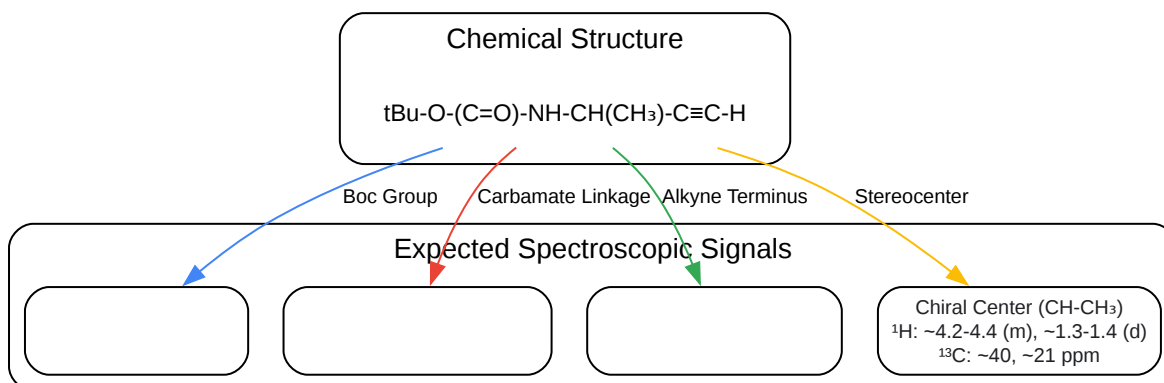 Chemical Structure
tBu-O-(C=O)-NH-CH(CH₃)-C≡C-H
Boc Group
Carbamate Linkage
Alkyne Terminus
Stereocenter
Expected Spectroscopic Signals
Chiral Center (CH-CH₃)
¹H: ~4.2-4.4 (m), ~1.3-1.4 (d)
¹³C: ~40, ~21 ppm